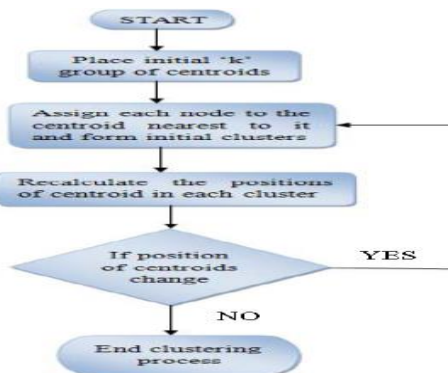 START
Place initial 'k'
group of centroids
Assign each node to the
centroid nearest to it
and form initial clusters
Recalculate the positions
of centroid in each cluster
If position
of centroids
change
YES
NO
End clustering
process